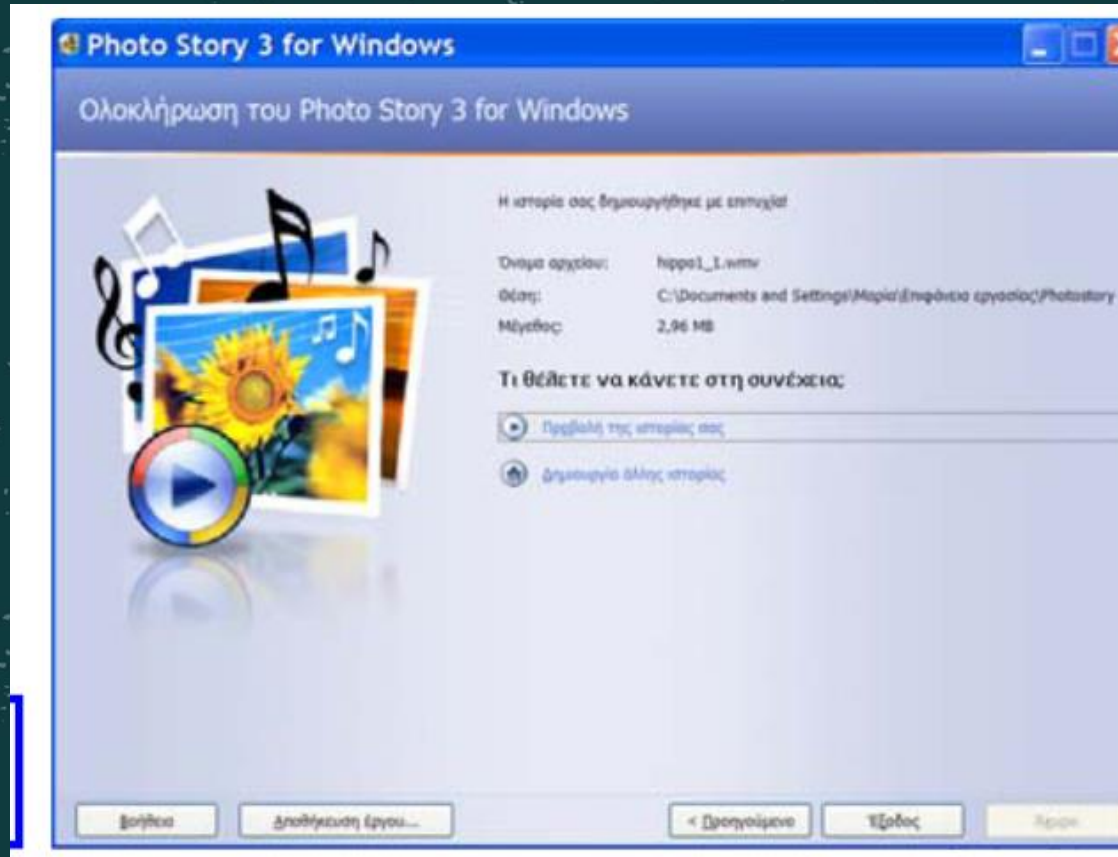 Photo Story 3 for Windows
Ολοκλήρωση του Photo Story 3 for Windows
Η ιστορία σας δημιουργήθηκε με επιτυχία!
Όνομα αρχείου: hippo1_1.wmv
Θέση: C:\Documents and Settings\Μαρία\Επιφάνεια εργασίας\Photostory
Μέγεθος: 2,96 MB
Τι θέλετε να κάνετε στη συνέχεια;
Προβολή της ιστορίας σας
Δημιουργία άλλης ιστορίας
Βοήθεια Αποθήκευση έργου... < Προηγούμενο Έξοδος